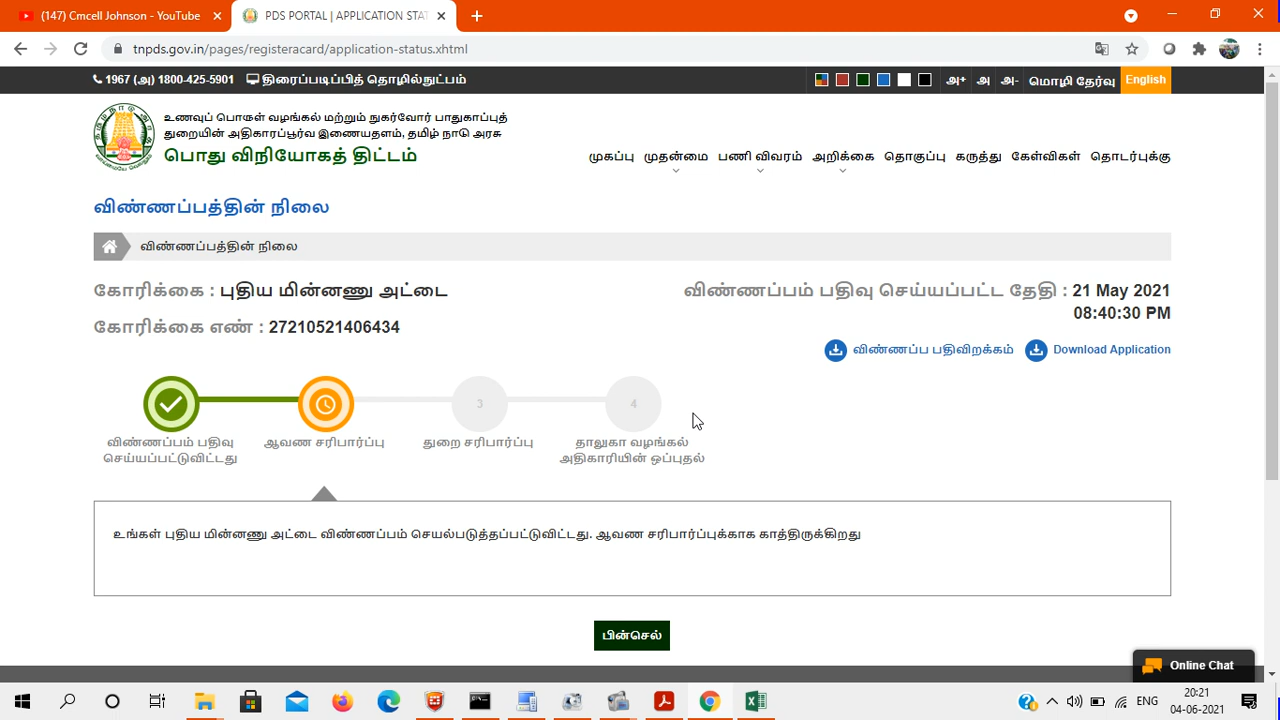 (147) Cmcell Johnson - YouTube
PDS PORTAL | APPLICATION STAT
tnpds.gov.in/pages/registeracard/application-status.xhtml
1967 (அ) 1800-425-5901 திரைப்படிப்பித் தொழில்நுட்பம்
அ+ அ அ- மொழி தேர்வு English
உணவுப் பொருள் வழங்கல் மற்றும் நுகர்வோர் பாதுகாப்புத்
துறையின் அதிகாரப்பூர்வ இணையதளம், தமிழ் நாடு அரசு
பொது விநியோகத் திட்டம்
முகப்பு முதன்மை பணி விவரம் அறிக்கை தொகுப்பு கருத்து கேள்விகள் தொடர்புக்கு
விண்ணப்பத்தின் நிலை
விண்ணப்பத்தின் நிலை
கோரிக்கை : புதிய மின்னணு அட்டை
விண்ணப்பம் பதிவு செய்யப்பட்ட தேதி : 21 May 2021
08:40:30 PM
கோரிக்கை எண் : 27210521406434
விண்ணப்ப பதிவிறக்கம் Download Application
3 4
விண்ணப்பம் பதிவு
செய்யப்பட்டுவிட்டது
ஆவண சரிபார்ப்பு
துறை சரிபார்ப்பு
தாலுகா வழங்கல்
அதிகாரியின் ஒப்புதல்
உங்கள் புதிய மின்னணு அட்டை விண்ணப்பம் செயல்படுத்தப்பட்டுவிட்டது. ஆவண சரிபார்ப்புக்காக காத்திருக்கிறது
பின்செல்
Online Chat
ENG
20:21
04-06-2021